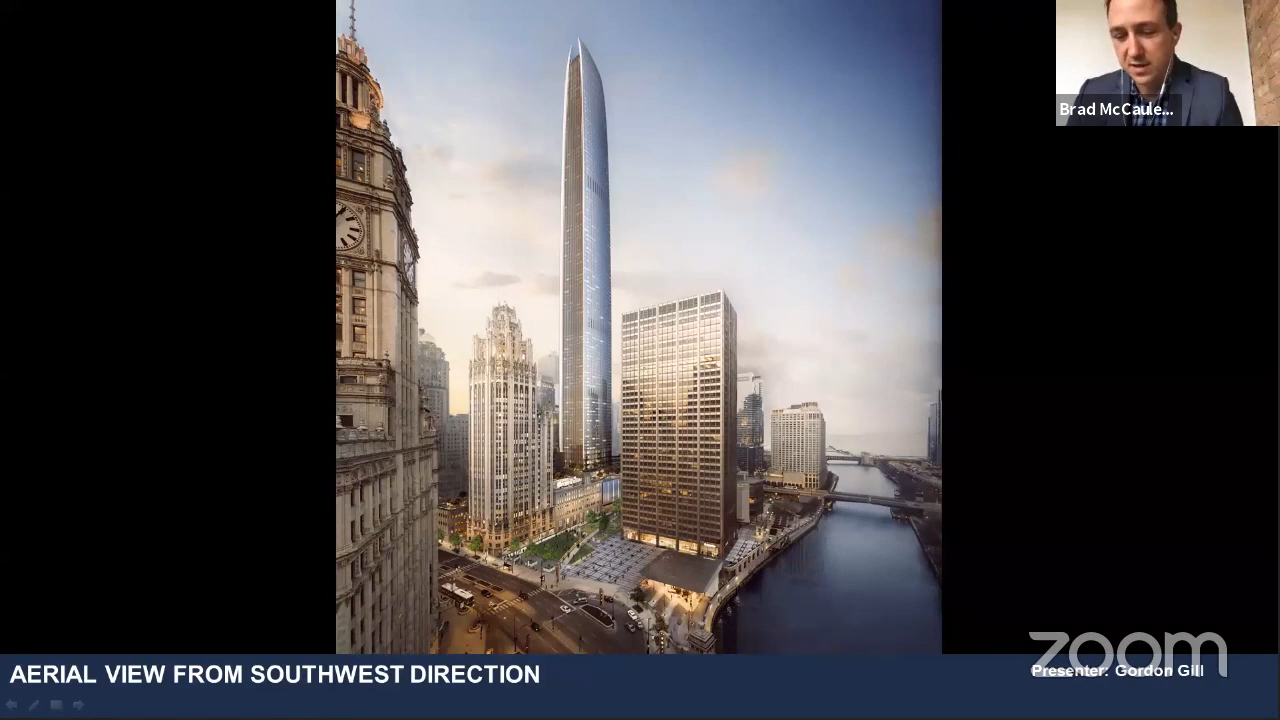 Brad McCaule...
AERIAL VIEW FROM SOUTHWEST DIRECTION
zoom
Presenter: Gordon Gill